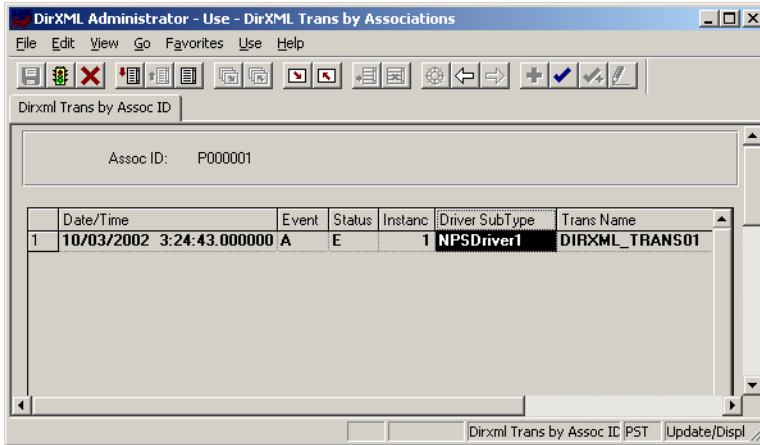 DirXML Administrator - Use - DirXML Trans by Associations
File Edit View Go Favorites Use Help
Dirxml Trans by Assoc ID
Assoc ID: P000001
Date/Time Event Status Instanc Driver SubType Trans Name
1 10/03/2002 3:24:43.000000 A E 1 NPSDriver1 DIRXML_TRANS01
Dirxml Trans by Assoc ID PST Update/Displ